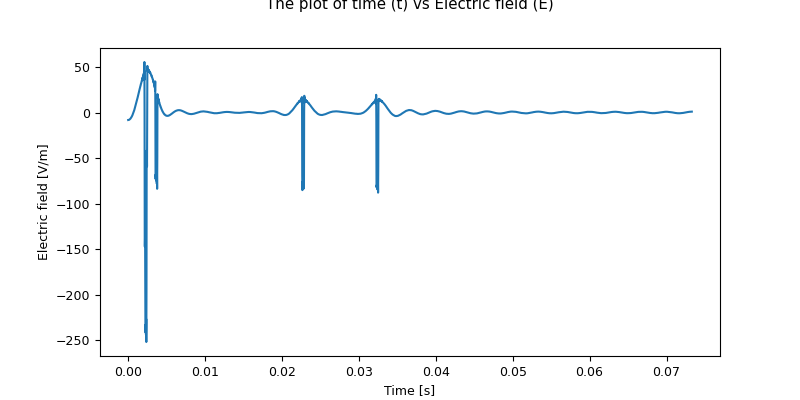 The plot of time (t) vs Electric field (E)
50
0
−50
−100
−150
−200
−250
Electric field [V/m]
0.00 0.01 0.02 0.03 0.04 0.05 0.06 0.07
Time [s]